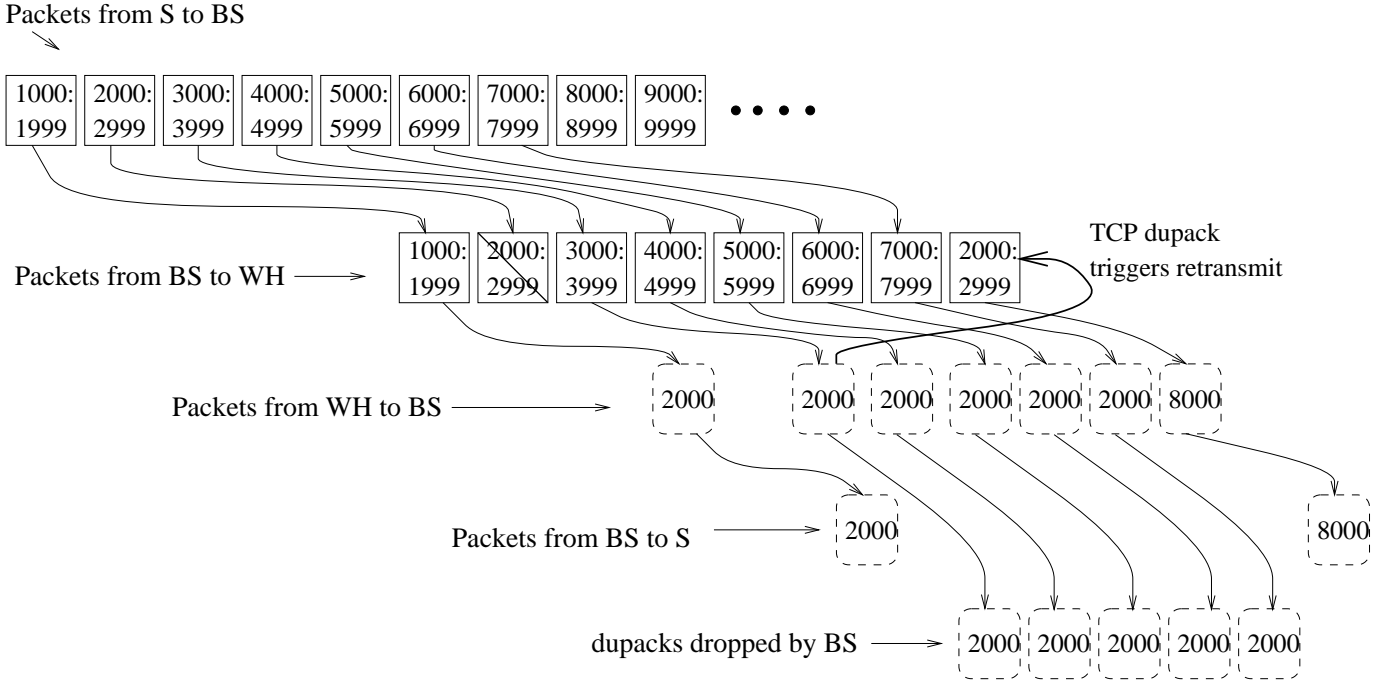 Packets from S to BS
1000: 2000: 3000: 4000: 5000: 6000: 7000: 8000: 9000:
1999 2999 3999 4999 5999 6999 7999 8999 9999
TCP dupack
triggers retransmit
Packets from BS to WH
1000: 2000: 3000: 4000: 5000: 6000: 7000: 2000:
1999 2999 3999 4999 5999 6999 7999 2999
Packets from WH to BS
2000 2000 2000 2000 2000 2000 8000
Packets from BS to S
2000 8000
dupacks dropped by BS
2000 2000 2000 2000 2000